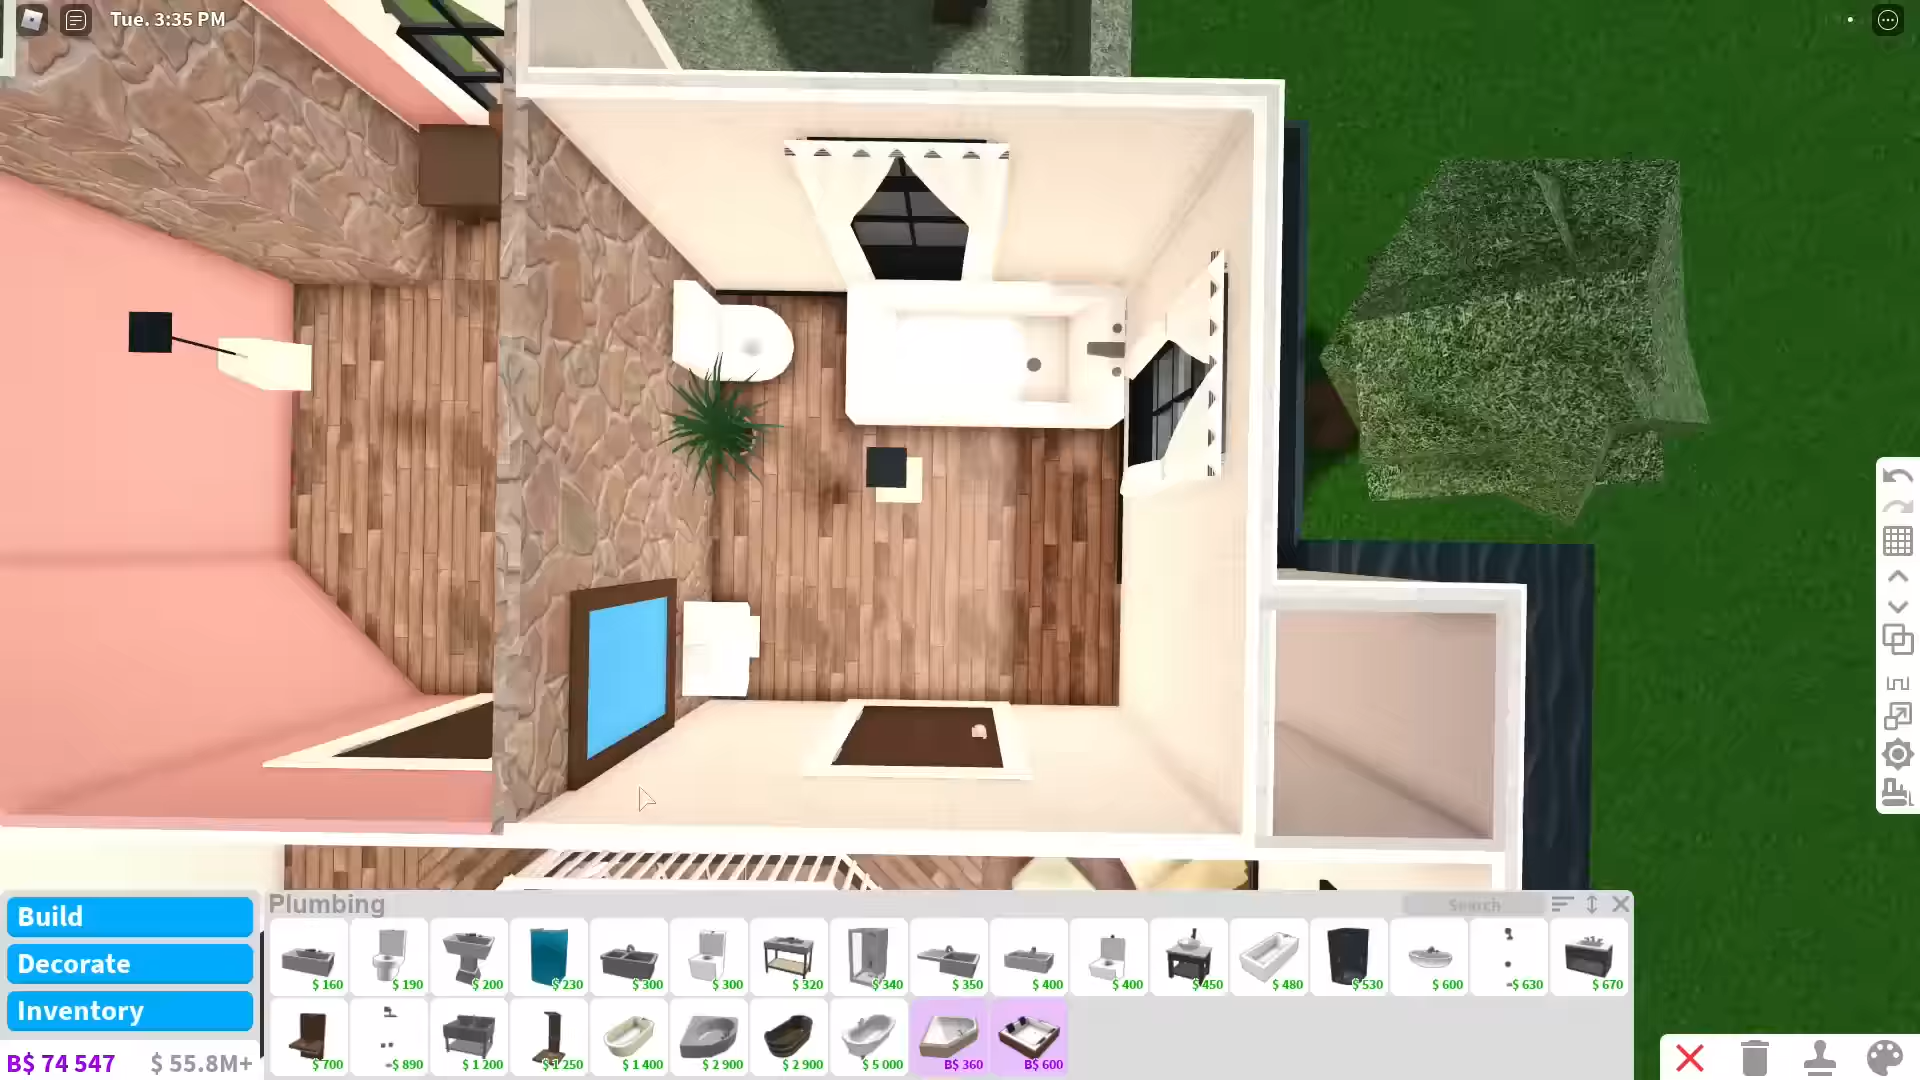 Tue. 3:35 PM
Plumbing
Search
Build
Decorate
Inventory
B$ 74 547 $ 55.8M+
$ 160 $ 190 $ 200 $ 230 $ 300 $ 300 $ 320 $ 340 $ 350 $ 400 $ 400 $ 450 $ 480 $ 530 $ 600 $ 630 $ 670
$ 700 $ 890 $ 1 200 $ 1 250 $ 1 400 $ 2 900 $ 2 900 $ 5 000 B$ 360 B$ 600